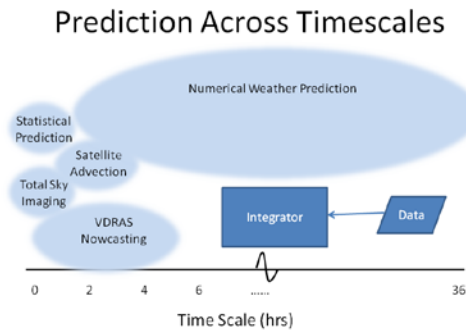 Prediction Across Timescales
Numerical Weather Prediction
Statistical
Prediction
Satellite
Advection
Total Sky
Imaging
VDRAS
Nowcasting
Integrator
Data
0 2 4 6 ...... 36
Time Scale (hrs)